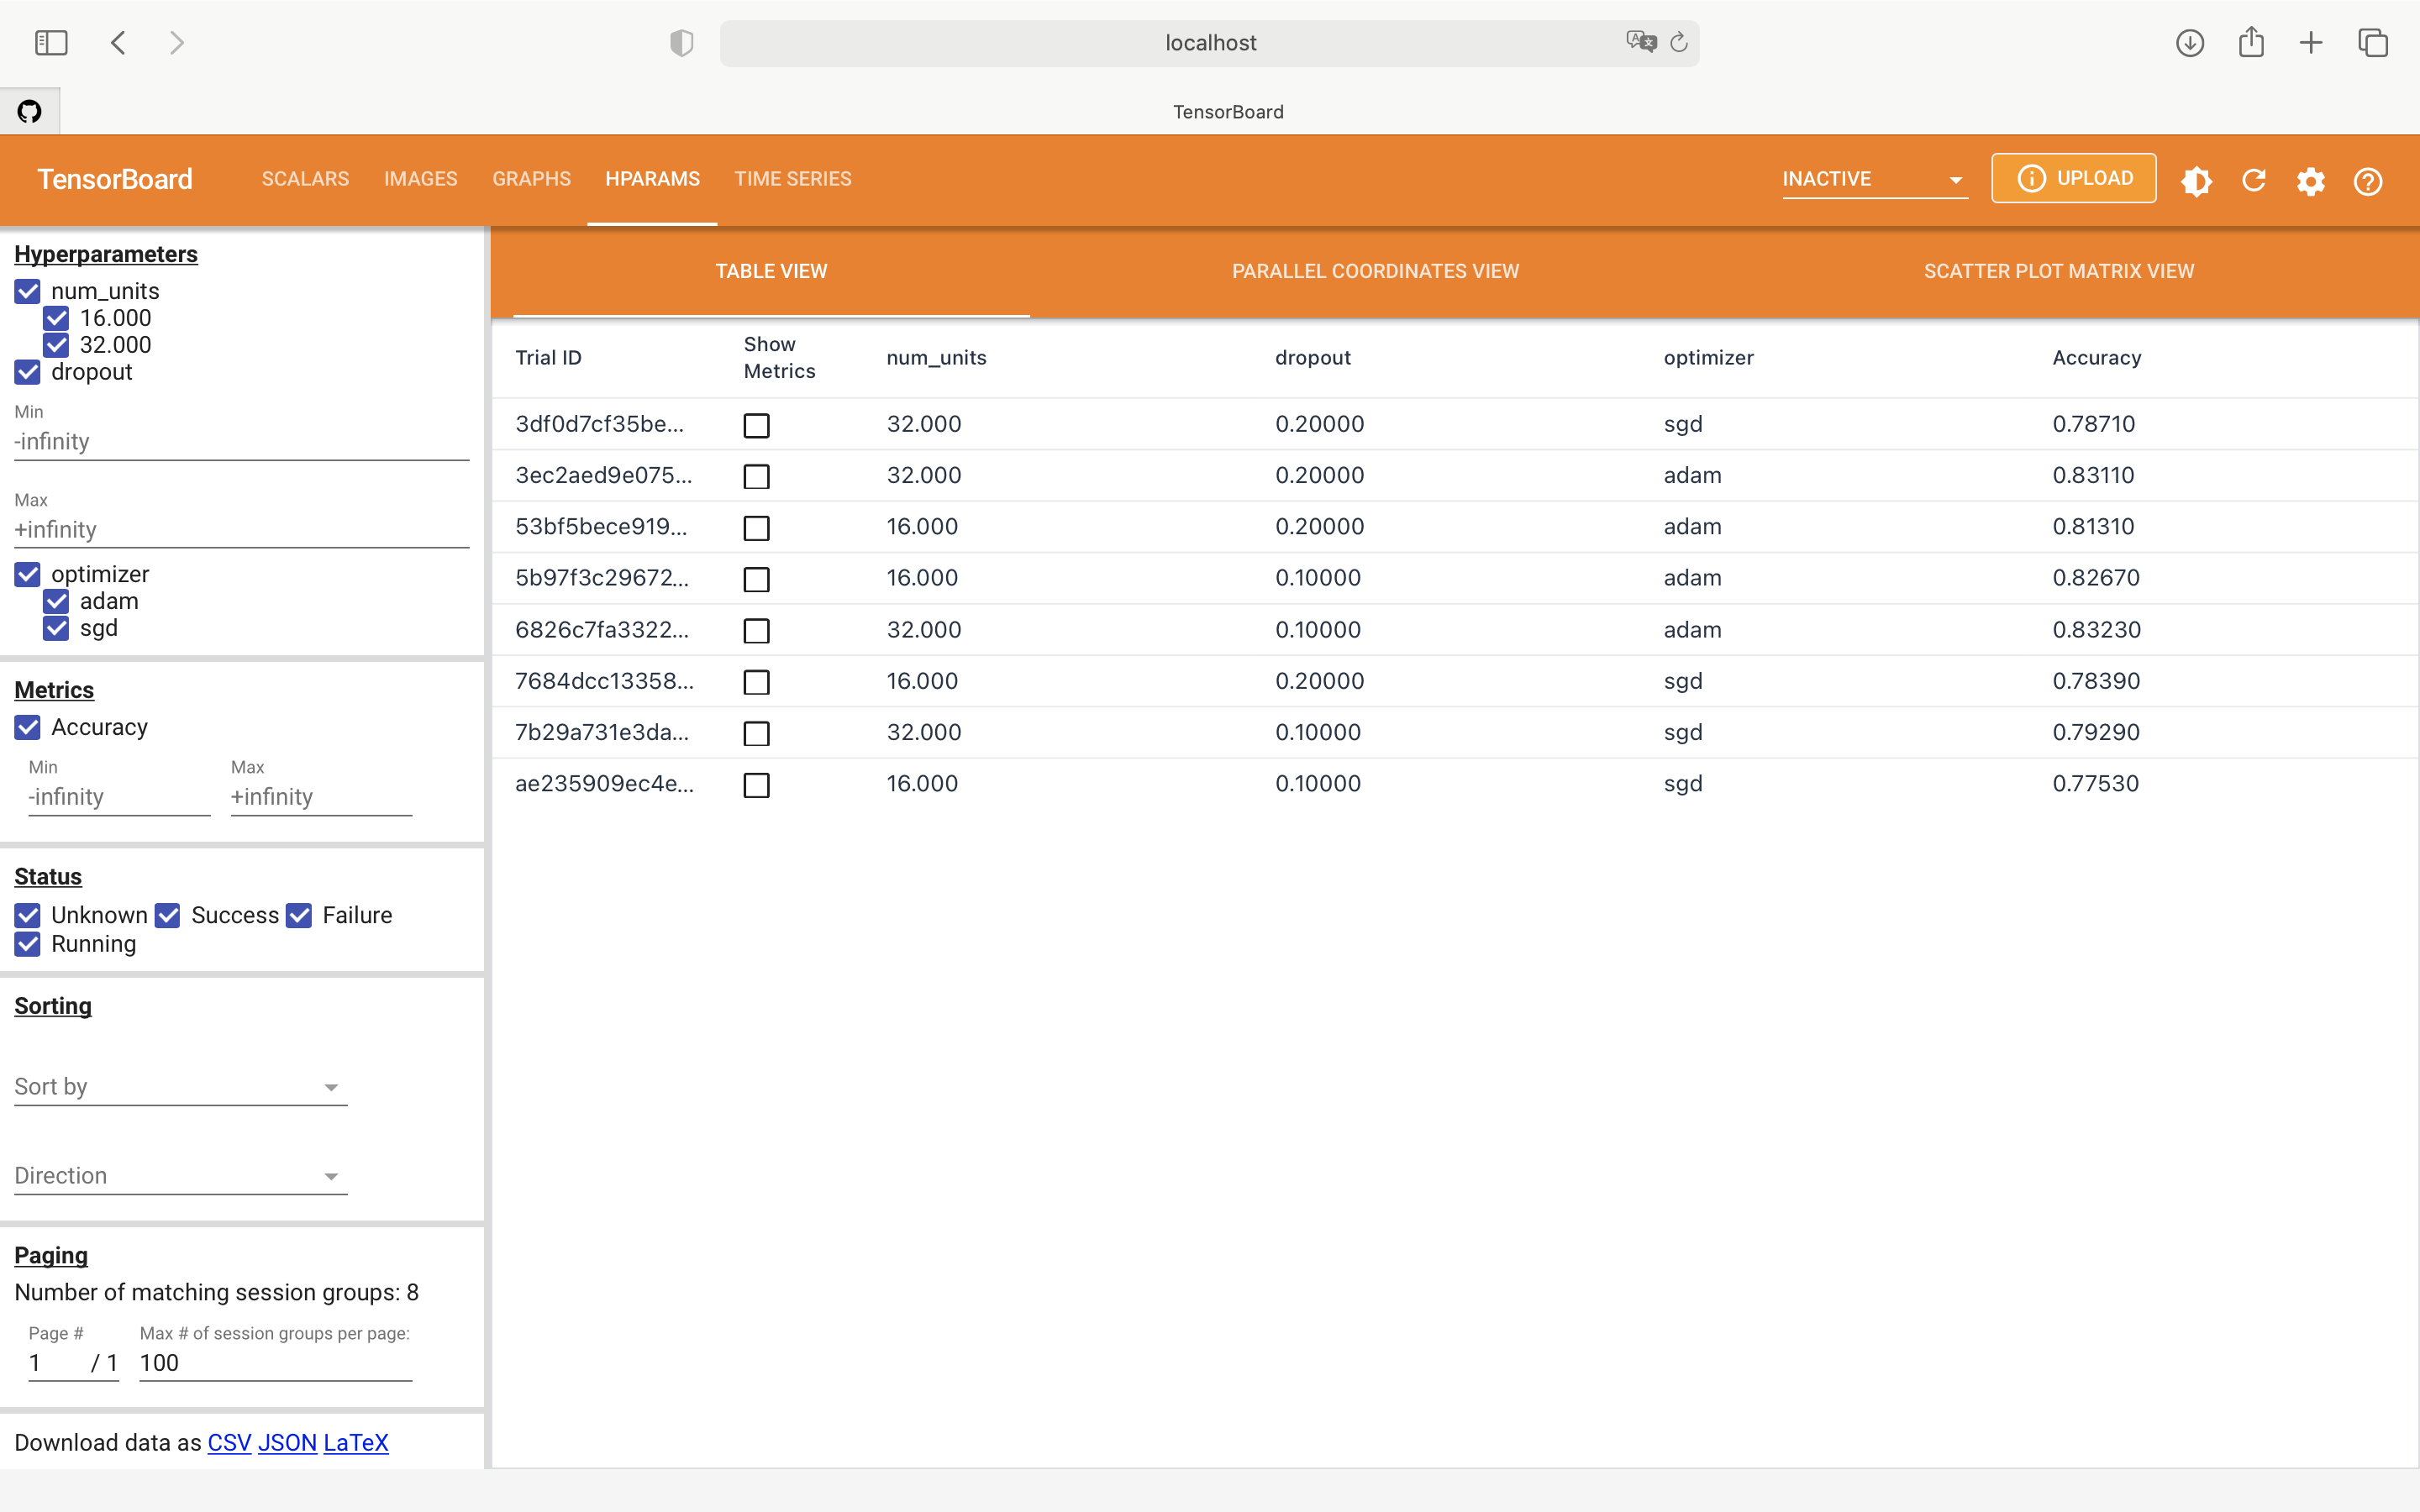 localhost
TensorBoard
TensorBoard SCALARS IMAGES GRAPHS HPARAMS TIME SERIES INACTIVE UPLOAD
Hyperparameters
num_units
16.000
32.000
dropout
Min
-infinity
Max
+infinity
optimizer
adam
sgd
Metrics
Accuracy
Min Max
-infinity +infinity
Status
Unknown Success Failure
Running
Sorting
Sort by
Direction
Paging
Number of matching session groups: 8
Page # Max # of session groups per page:
1 / 1 100
Download data as CSV JSON LaTeX
TABLE VIEW PARALLEL COORDINATES VIEW SCATTER PLOT MATRIX VIEW
Trial ID Show Metrics num_units dropout optimizer Accuracy
3df0d7cf35be... 32.000 0.20000 sgd 0.78710
3ec2aed9e075... 32.000 0.20000 adam 0.83110
53bf5bece919... 16.000 0.20000 adam 0.81310
5b97f3c29672... 16.000 0.10000 adam 0.82670
6826c7fa3322... 32.000 0.10000 adam 0.83230
7684dcc13358... 16.000 0.20000 sgd 0.78390
7b29a731e3da... 32.000 0.10000 sgd 0.79290
ae235909ec4e... 16.000 0.10000 sgd 0.77530